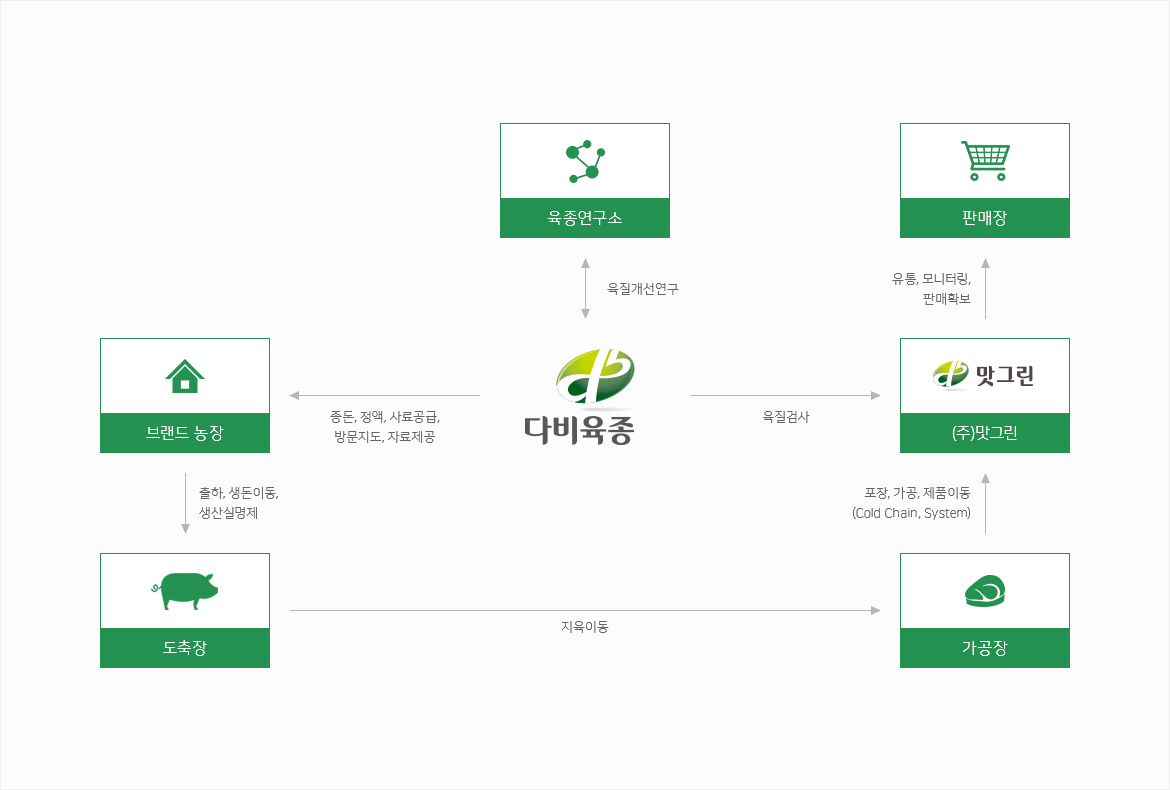 육종연구소
판매장
육질개선연구
유통, 모니터링,
판매확보
브랜드 농장
종돈, 정액, 사료공급,
방문지도, 자료제공
다비육종
육질검사
맛그린
(주)맛그린
출하, 생돈이동,
생산실명제
포장, 가공, 제품이동
(Cold Chain, System)
도축장
지육이동
가공장